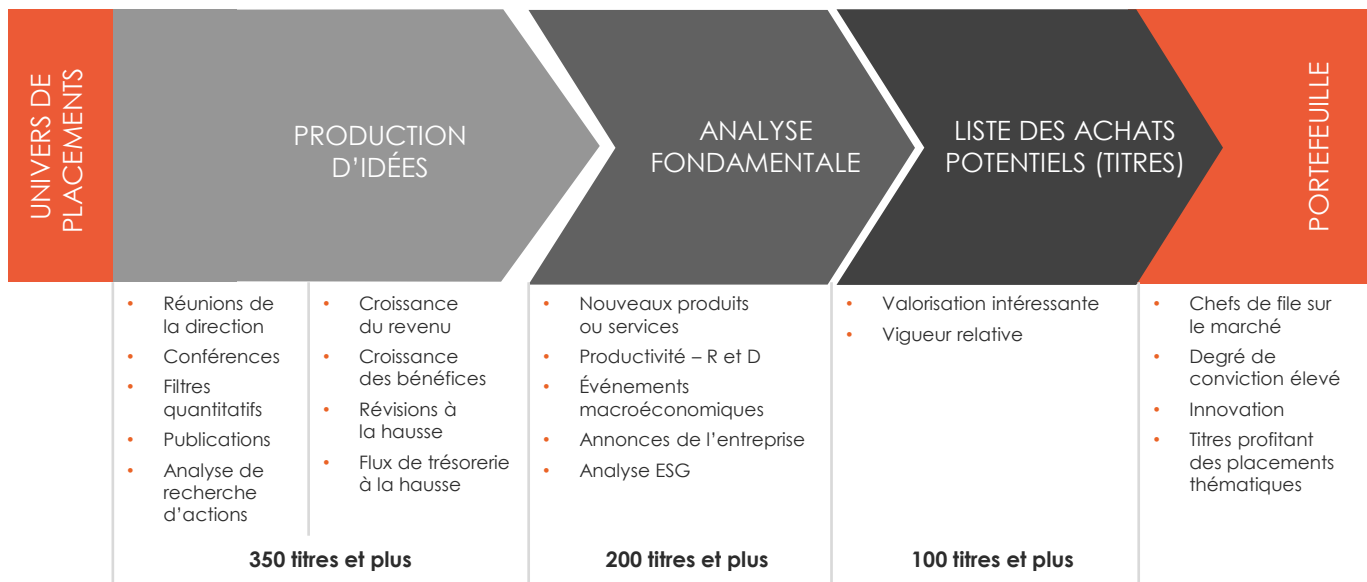 UNIVERS DE
PLACEMENTS
PRODUCTION
D'IDÉES
ANALYSE
FONDAMENTALE
LISTE DES ACHATS
POTENTIELS (TITRES)
PORTEFEUILLE
• Réunions de
la direction
• Conférences
• Filtres
quantitatifs
• Publications
• Analyse de
recherche
d'actions
• Croissance
du revenu
• Croissance
des bénéfices
• Révisions à
la hausse
• Flux de trésorerie
à la hausse
• Nouveaux produits
ou services
• Productivité – R et D
• Événements
macroéconomiques
• Annonces de l'entreprise
• Analyse ESG
• Valorisation intéressante
• Vigueur relative
• Chefs de file sur
le marché
• Degré de
conviction élevé
• Innovation
• Titres profitant
des placements
thématiques
350 titres et plus
200 titres et plus
100 titres et plus